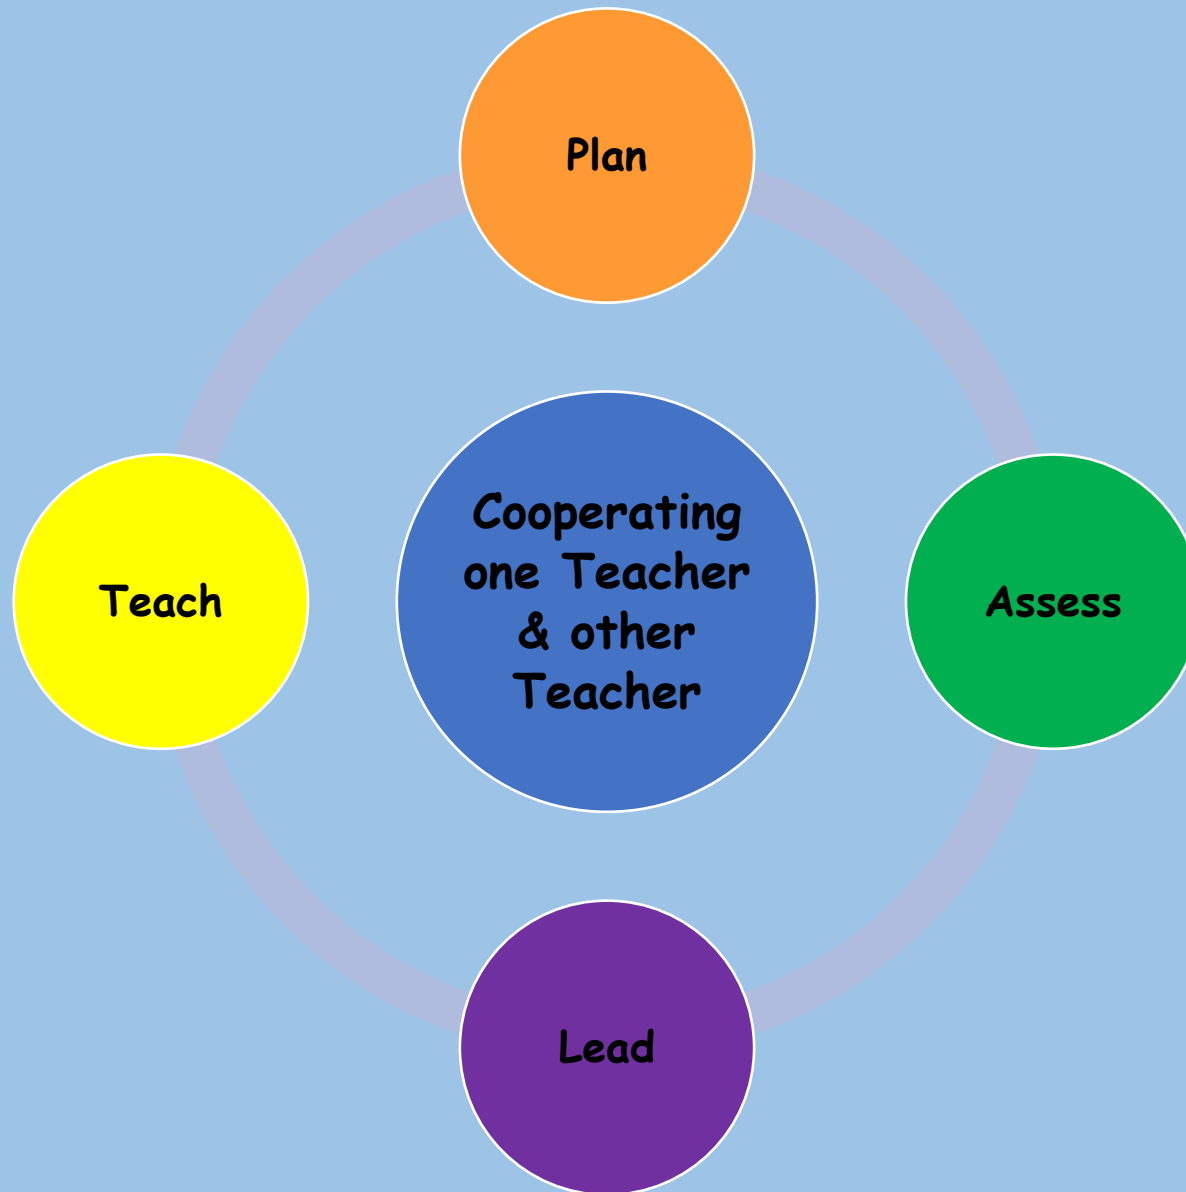 Plan
Teach
Cooperating
one Teacher
& other
Teacher
Assess
Lead